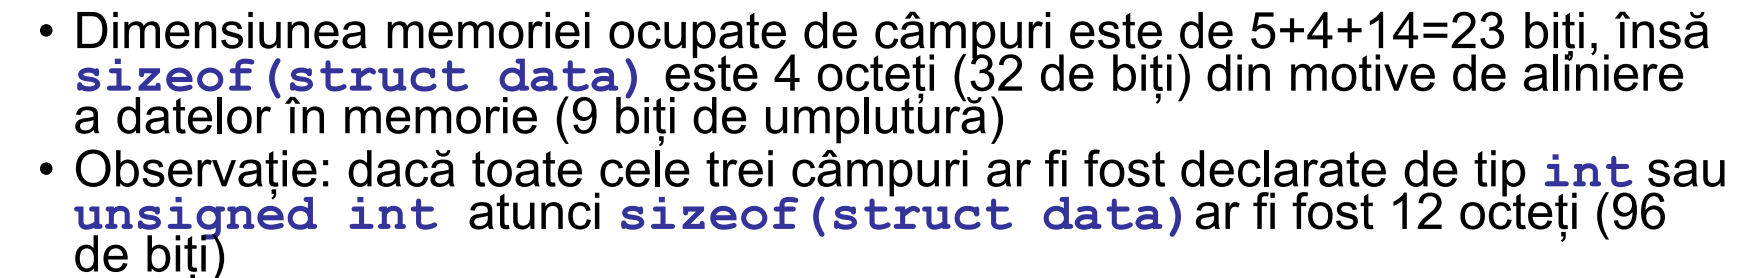 • Dimensiunea memoriei ocupate de câmpuri este de 5+4+14=23 biți, însă
sizeof(struct data) este 4 octeți (32 de biți) din motive de aliniere
a datelor în memorie (9 biți de umplutură)
• Observație: dacă toate cele trei câmpuri ar fi fost declarate de tip int sau
unsigned int atunci sizeof(struct data)ar fi fost 12 octeți (96
de biți)